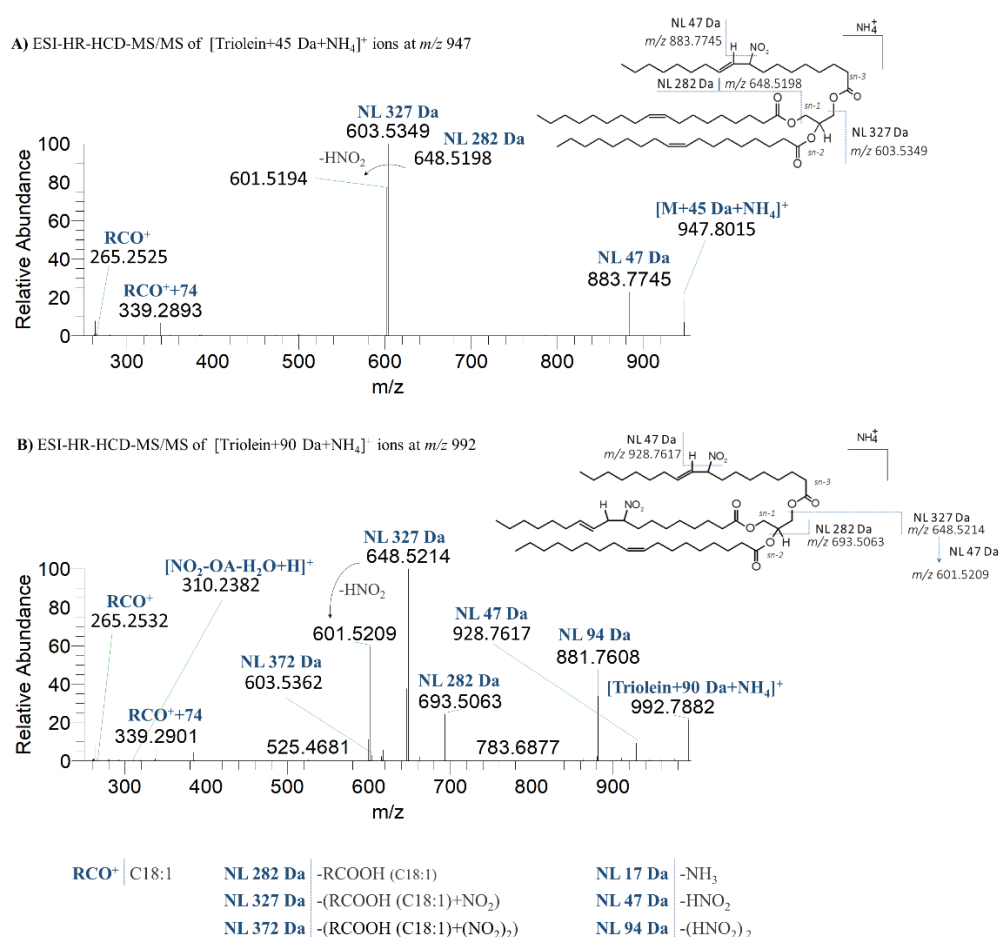 A) ESI-HR-HCD-MS/MS of [Triolein+45 Da+NH₄]⁺ ions at m/z 947
NL 47 Da
m/z 883.7745
H
NO₂
NH₄⁺
sn-3
O
O
NL 282 Da
m/z 648.5198
sn-1
O
O
O
H
O
sn-2
NL 327 Da
m/z 603.5349
NL 327 Da
603.5349
NL 282 Da
648.5198
-HNO₂
601.5194
[M+45 Da+NH₄]⁺
947.8015
NL 47 Da
883.7745
RCO⁺
265.2525
RCO⁺+74
339.2893
Relative Abundance
100
80
60
40
20
0
300
400
500
600
700
800
900
m/z
B) ESI-HR-HCD-MS/MS of [Triolein+90 Da+NH₄]⁺ ions at m/z 992
NL 47 Da
m/z 928.7617
H
NO₂
NH₄⁺
sn-3
O
O
H
NO₂
sn-1
O
O
O
H
O
sn-2
NL 282 Da
m/z 693.5063
NL 327 Da
m/z 648.5214
NL 47 Da
m/z 601.5209
NL 327 Da
648.5214
[NO₂-OA-H₂O+H]⁺
310.2382
-HNO₂
RCO⁺
265.2532
601.5209
NL 47 Da
928.7617
NL 94 Da
881.7608
NL 372 Da
603.5362
NL 282 Da
693.5063
[Triolein+90 Da+NH₄]⁺
992.7882
RCO⁺+74
339.2901
525.4681
783.6877
Relative Abundance
100
80
60
40
20
0
300
400
500
600
700
800
900
m/z
RCO⁺ C18:1
NL 282 Da -RCOOH (C18:1)
NL 17 Da -NH₃
NL 327 Da -(RCOOH (C18:1)+NO₂)
NL 47 Da -HNO₂
NL 372 Da -(RCOOH (C18:1)+(NO₂)₂)
NL 94 Da -(HNO₂)₂